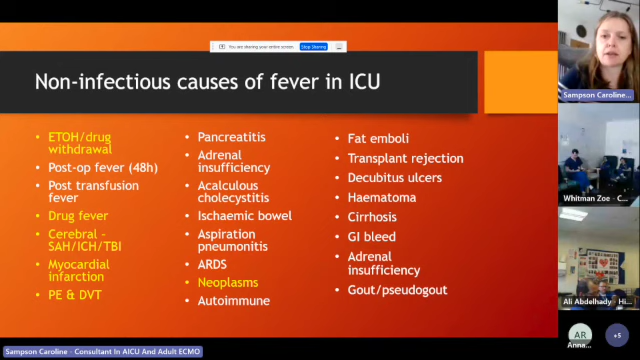 You are sharing your entire screen.
Stop Sharing
Non-infectious causes of fever in ICU
• ETOH/drug
withdrawal
• Post-op fever (48h)
• Post transfusion
fever
• Drug fever
• Cerebral –
SAH/ICH/TBI
• Myocardial
infarction
• PE & DVT
• Pancreatitis
• Adrenal
insufficiency
• Acalculous
cholecystitis
• Ischaemic bowel
• Aspiration
pneumonitis
• ARDS
• Neoplasms
• Autoimmune
• Fat emboli
• Transplant rejection
• Decubitus ulcers
• Haematoma
• Cirrhosis
• GI bleed
• Adrenal
insufficiency
• Gout/pseudogout
Sampson Caroline...
Whitman Zoe - C...
Ali Abdelhady - Hi...
AR
Anna...
+5
Sampson Caroline - Consultant In AICU And Adult ECMO